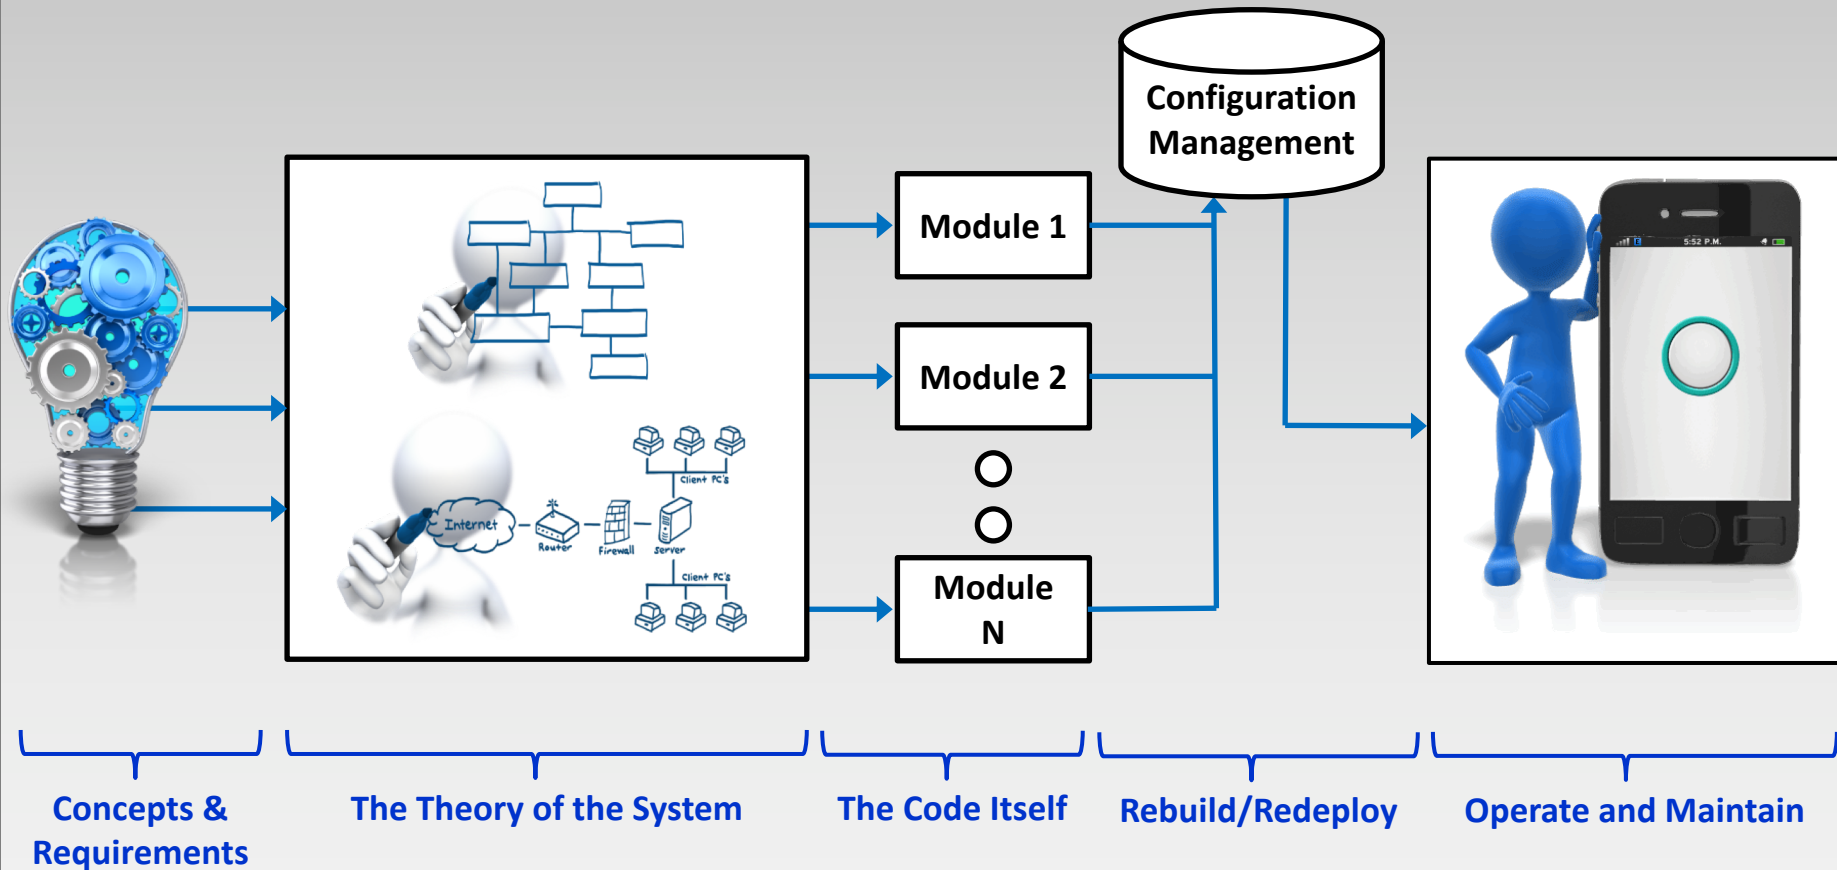 Configuration
Management
Module 1
Module 2
Module
N
Internet
Router
Firewall
Server
Client PC's
Client PC's
5:52 P.M.
E
Concepts &
Requirements
The Theory of the System
The Code Itself
Rebuild/Redeploy
Operate and Maintain